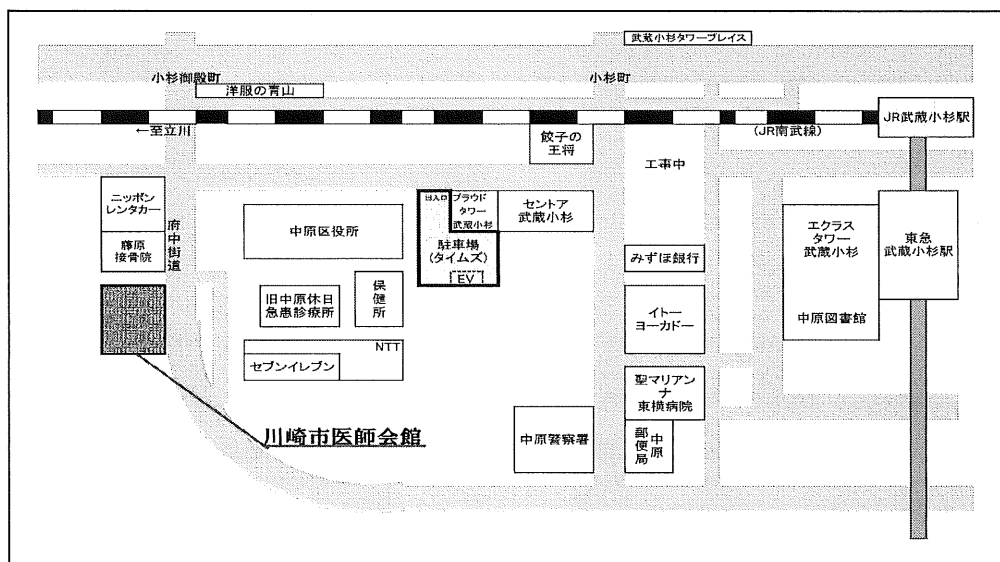 武蔵小杉タワープレイス
小杉御殿町
小杉町
洋服の青山
JR武蔵小杉駅
←至立川
(JR南武線)
餃子の
王将
工事中
ニッポン
レンタカー
藤原
接骨院
府中街道
中原区役所
出入口
プラウド
タワー
武蔵小杉
セントア
武蔵小杉
駐車場
(タイムズ)
EV
エクラス
タワー
武蔵小杉
中原図書館
東急
武蔵小杉駅
みずほ銀行
旧中原休日
急患診療所
保健所
イトー
ヨーカドー
NTT
セブンイレブン
聖マリアン
ナ
東横病院
川崎市医師会館
中原警察署
中原
郵便局